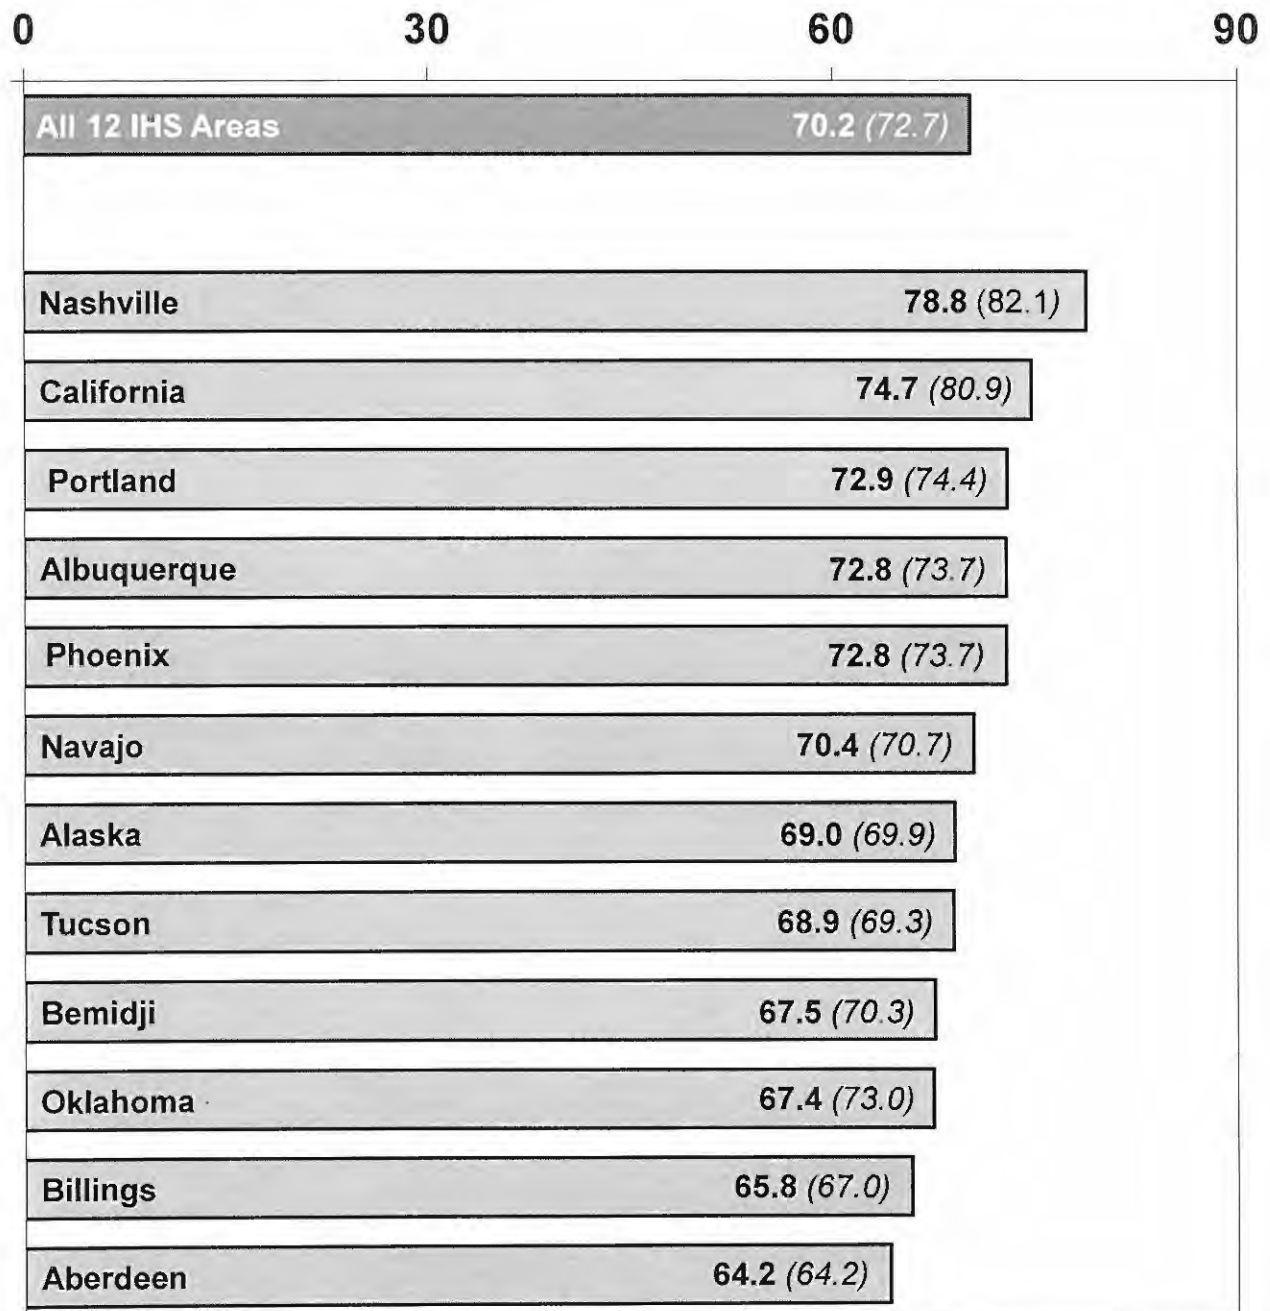 0 30 60 90
All 12 IHS Areas 70.2 (72.7)
Nashville 78.8 (82.1)
California 74.7 (80.9)
Portland 72.9 (74.4)
Albuquerque 72.8 (73.7)
Phoenix 72.8 (73.7)
Navajo 70.4 (70.7)
Alaska 69.0 (69.9)
Tucson 68.9 (69.3)
Bemidji 67.5 (70.3)
Oklahoma 67.4 (73.0)
Billings 65.8 (67.0)
Aberdeen 64.2 (64.2)